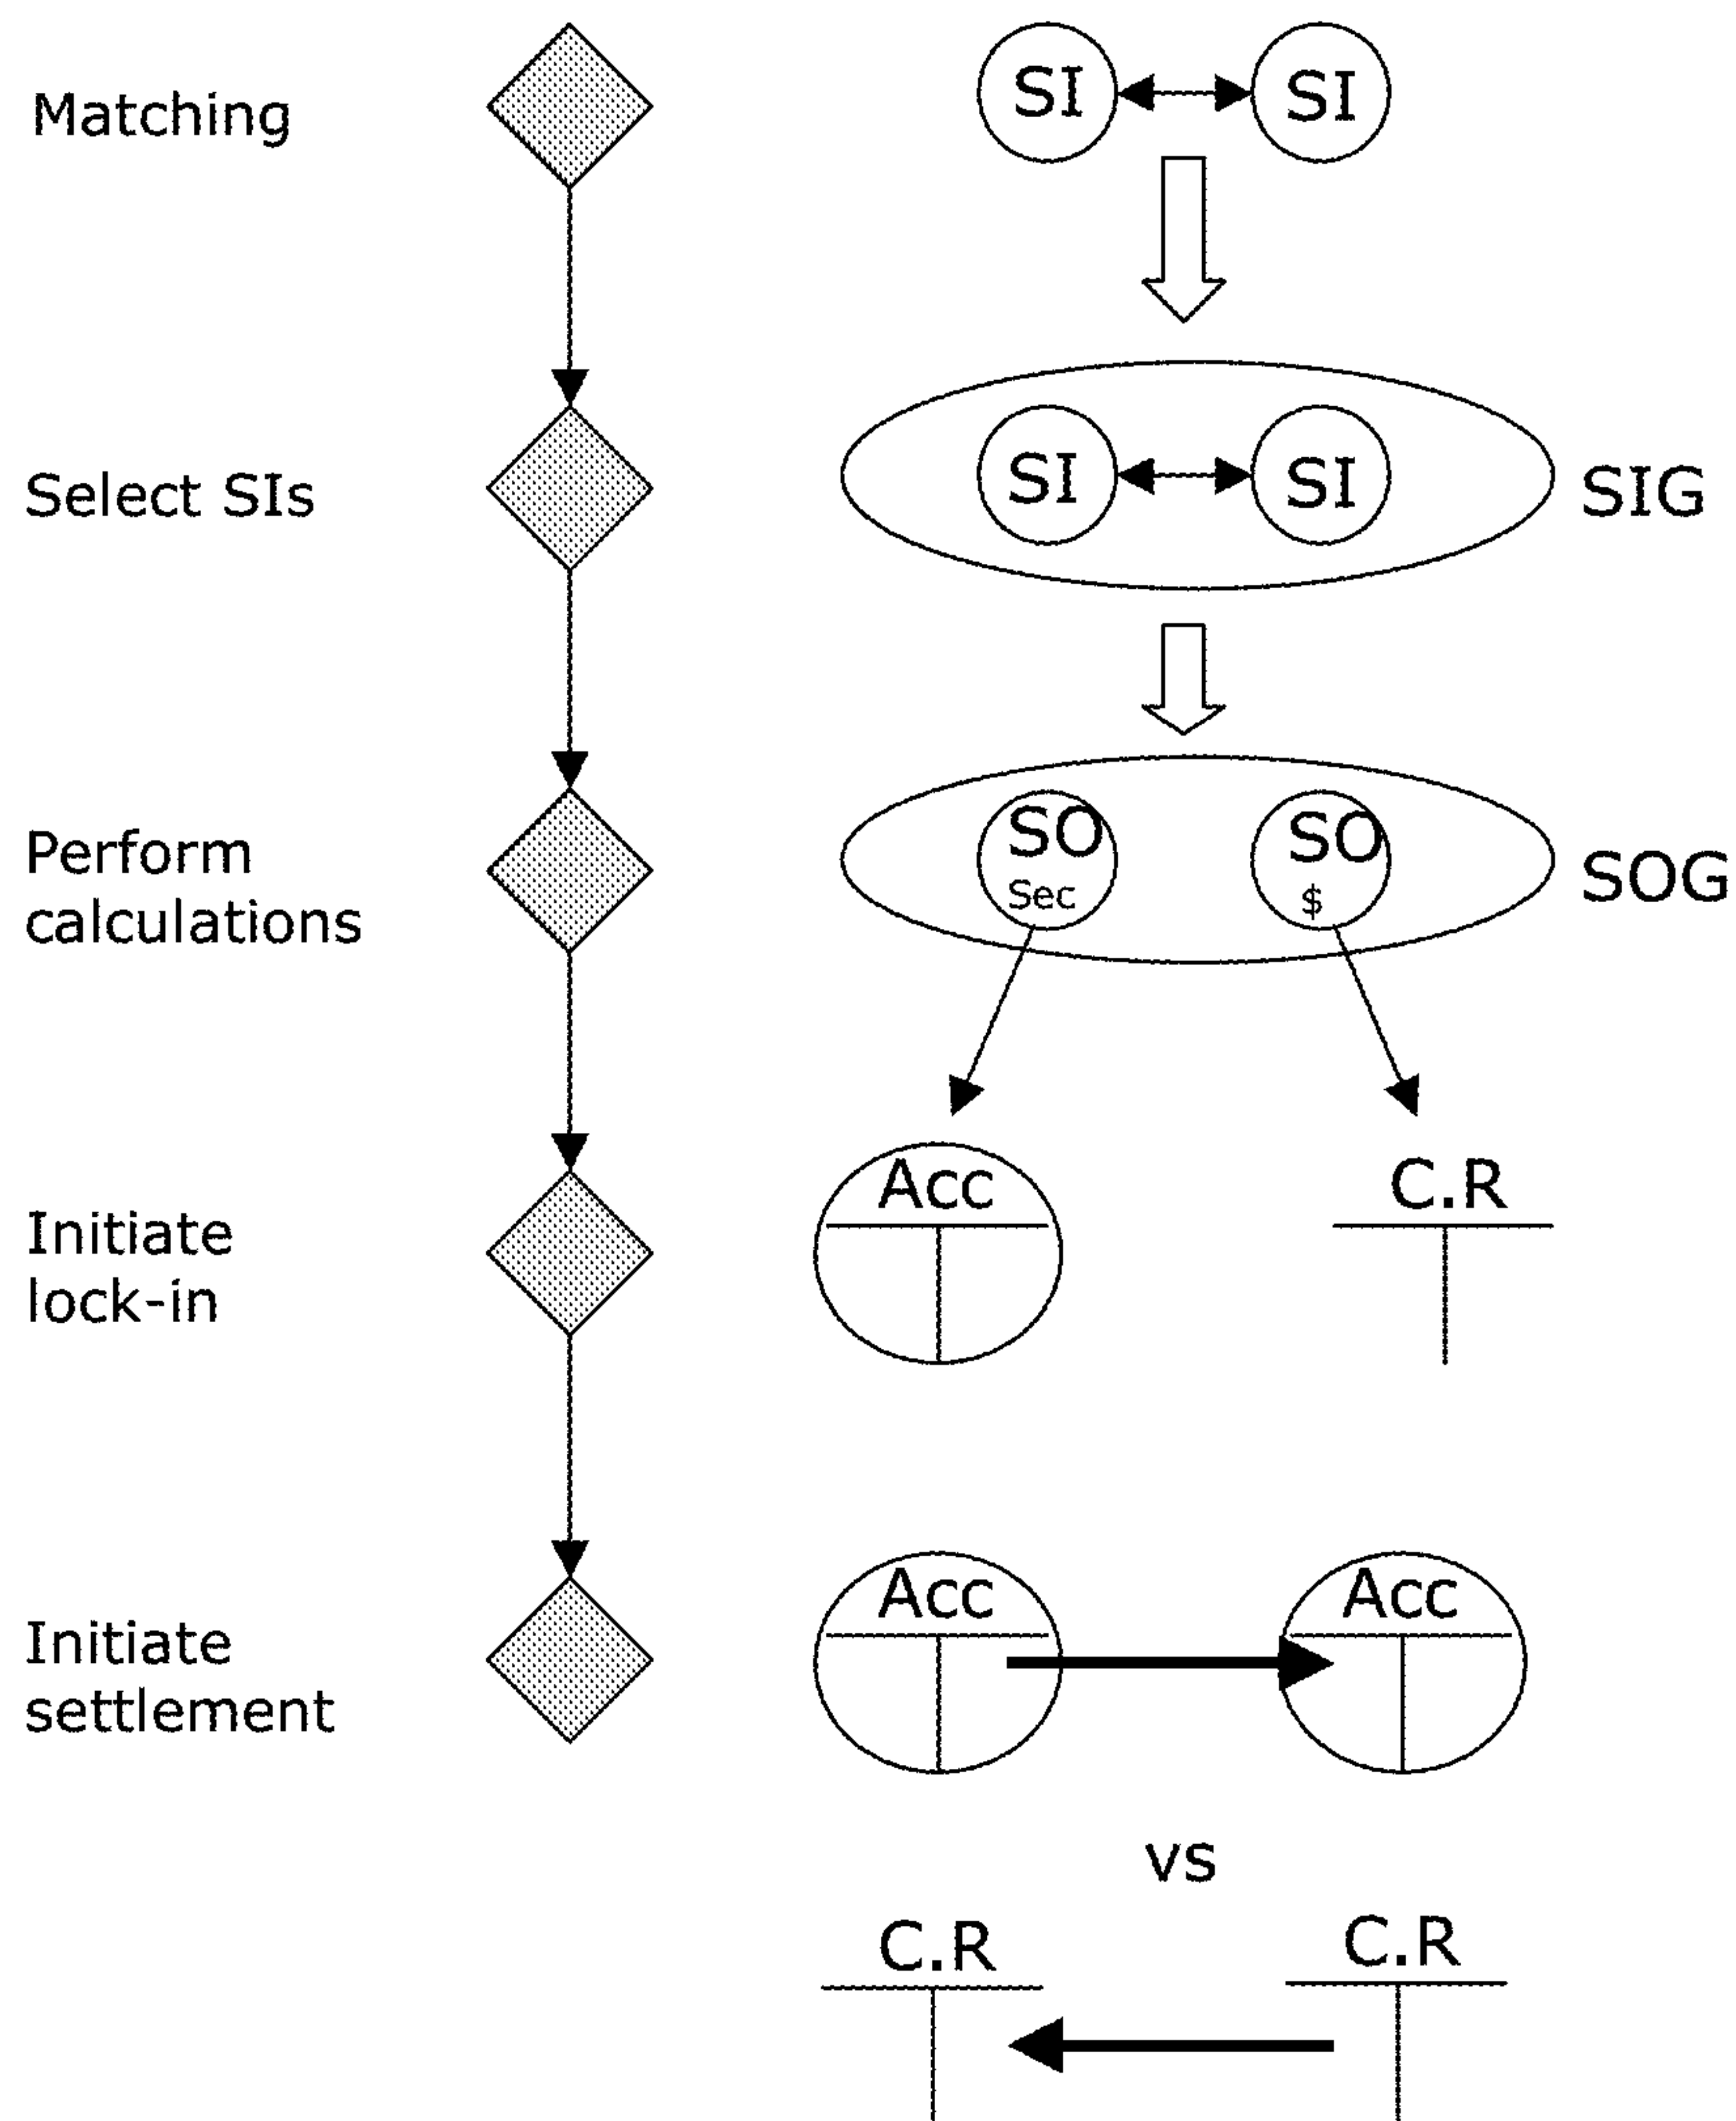 Matching
SI SI
Select SIs
SI SI
SIG
Perform
calculations
SO SO
Sec $
SOG
Initiate
lock-in
Acc C.R
Initiate
settlement
Acc Acc
vs
C.R C.R